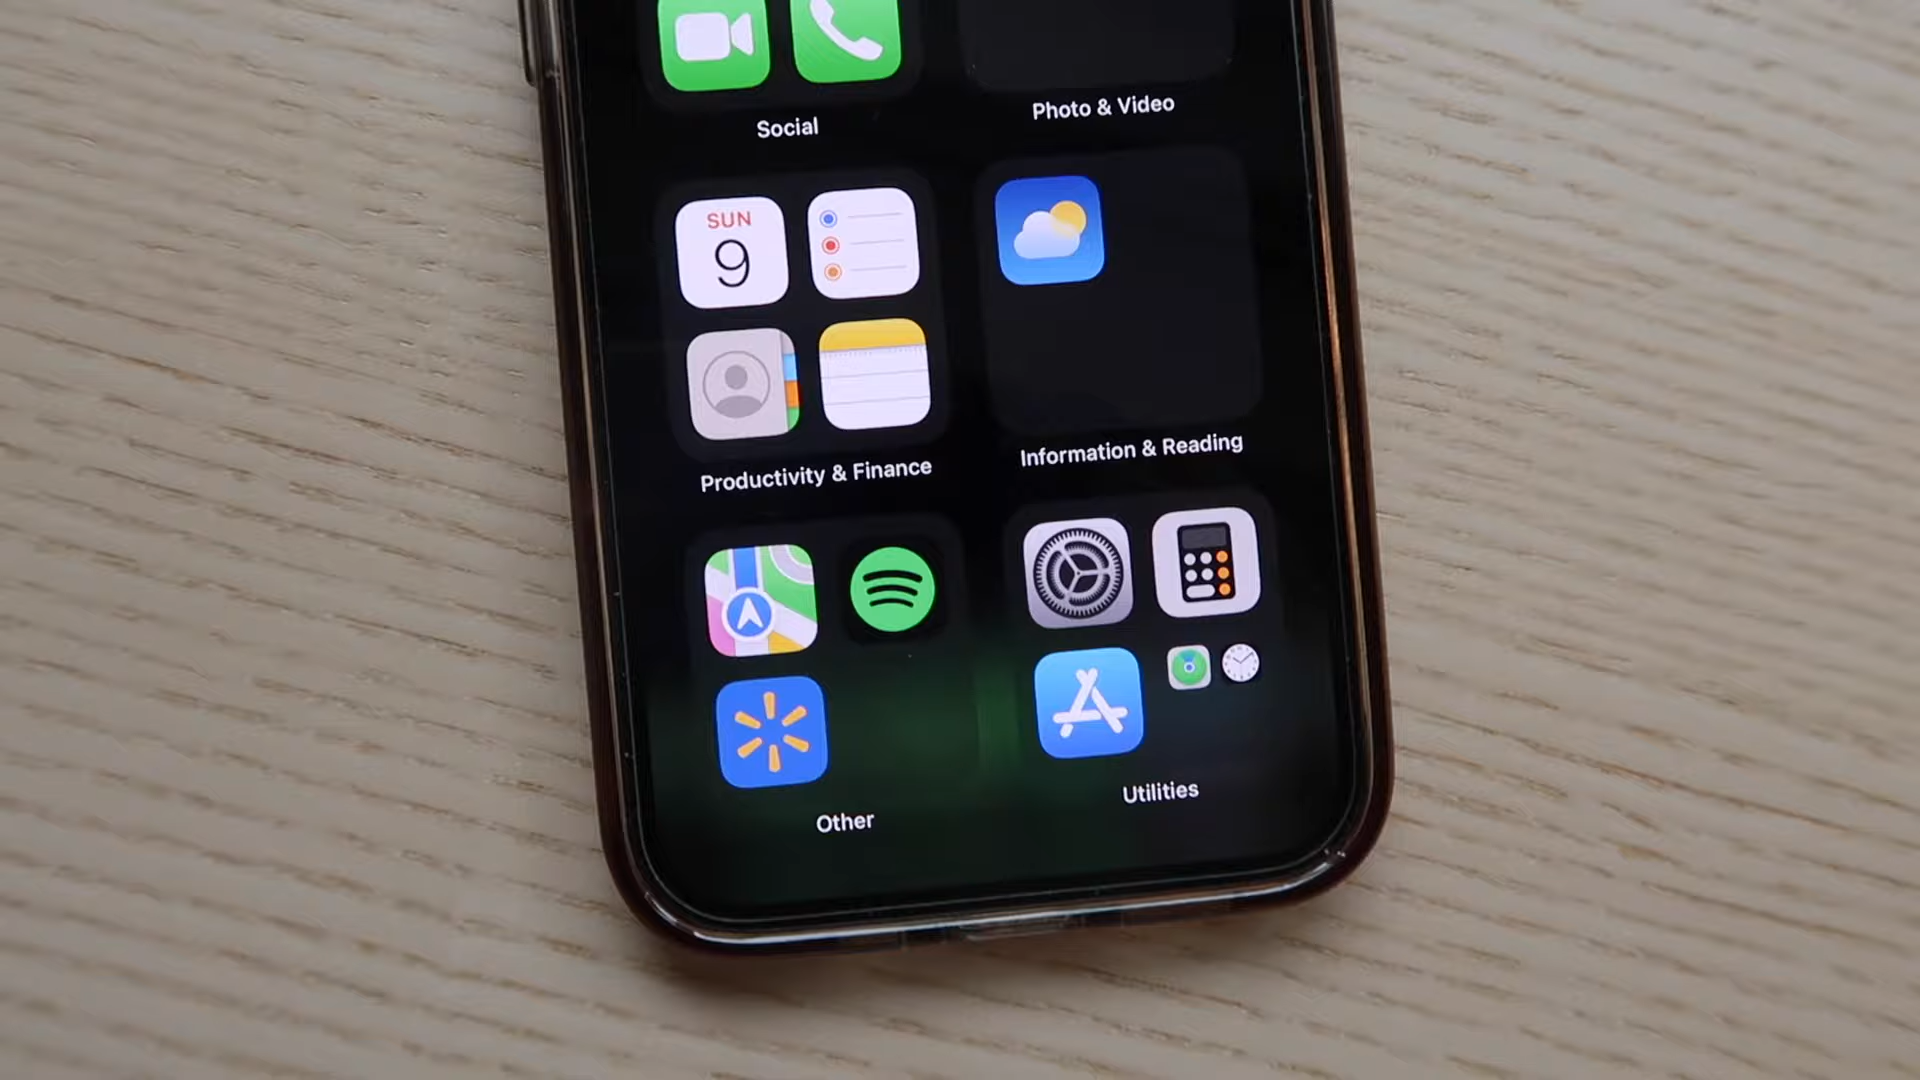 Social
Photo & Video
SUN
9
Productivity & Finance
Information & Reading
Other
Utilities